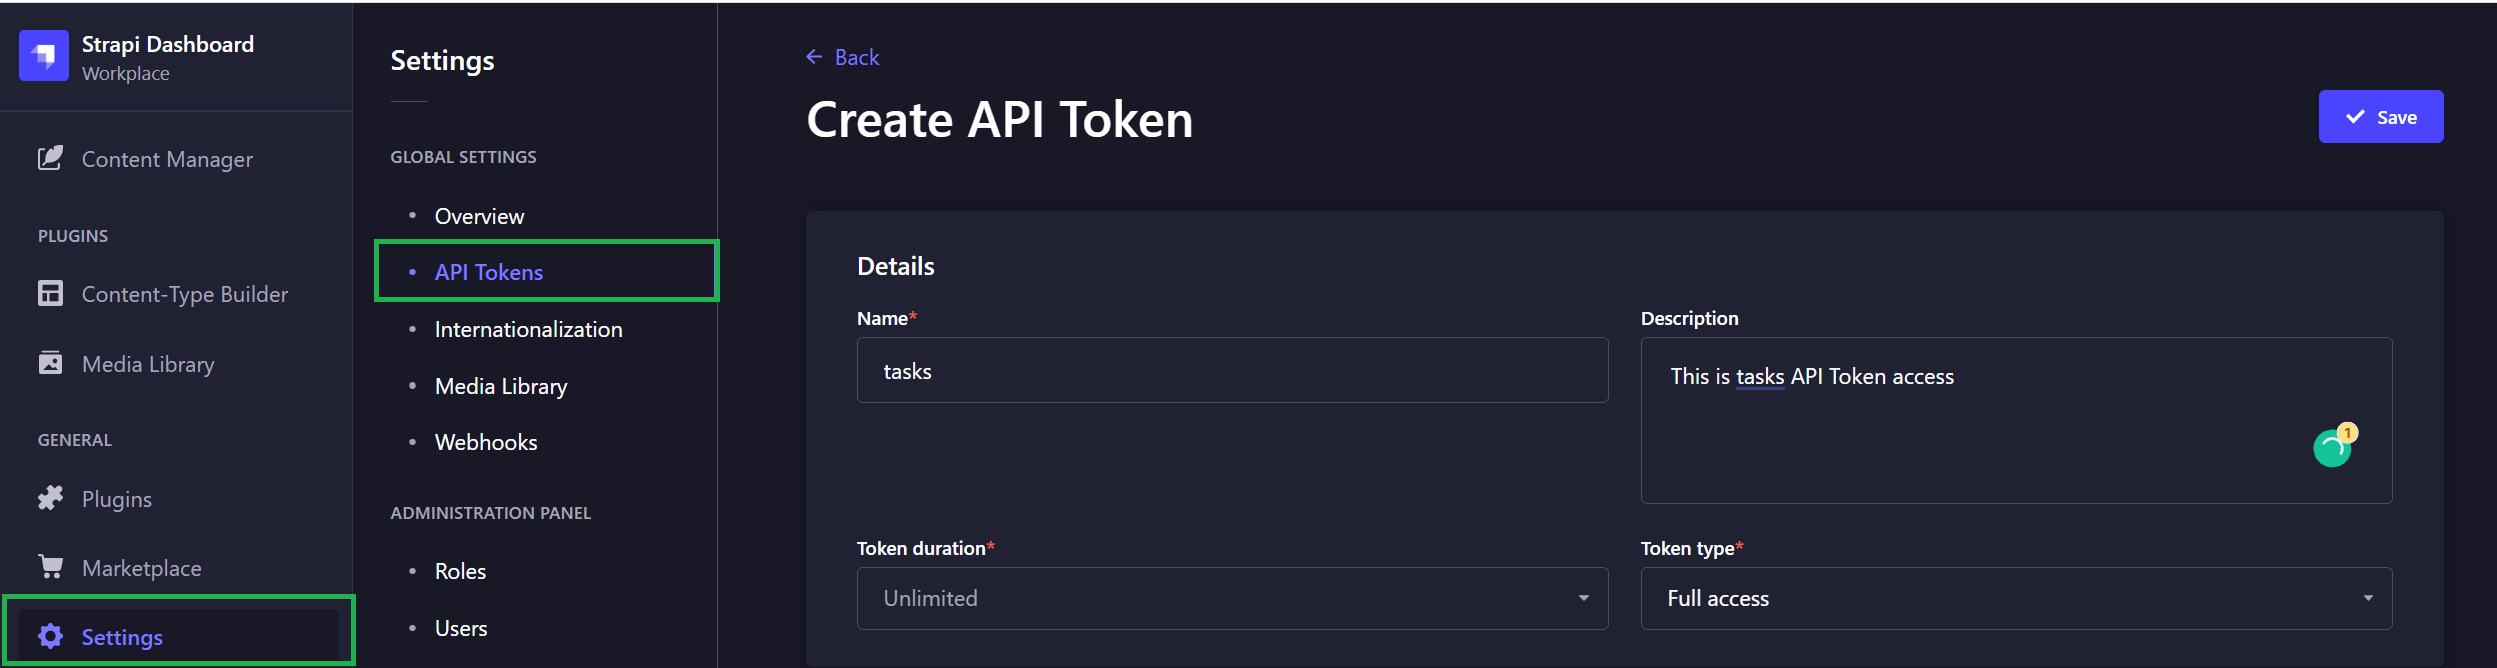 Strapi Dashboard
Workplace
Content Manager
PLUGINS
Content-Type Builder
Media Library
GENERAL
Plugins
Marketplace
Settings
Settings
GLOBAL SETTINGS
Overview
API Tokens
Internationalization
Media Library
Webhooks
ADMINISTRATION PANEL
Roles
Users
Back
Create API Token
Save
Details
Name*
tasks
Description
This is tasks API Token access
1
Token duration*
Unlimited
Token type*
Full access